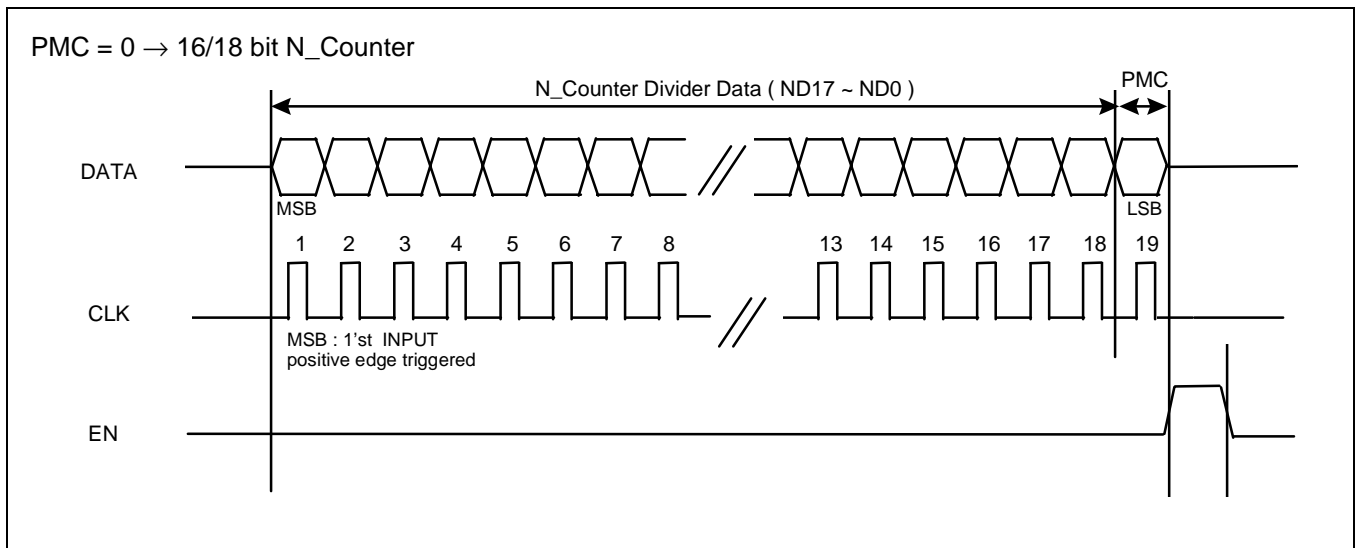 PMC = 0 → 16/18 bit N_Counter
N_Counter Divider Data ( ND17 ~ ND0 )
PMC
DATA
MSB
LSB
1 2 3 4 5 6 7 8 13 14 15 16 17 18 19
CLK
MSB : 1'st INPUT
positive edge triggered
EN